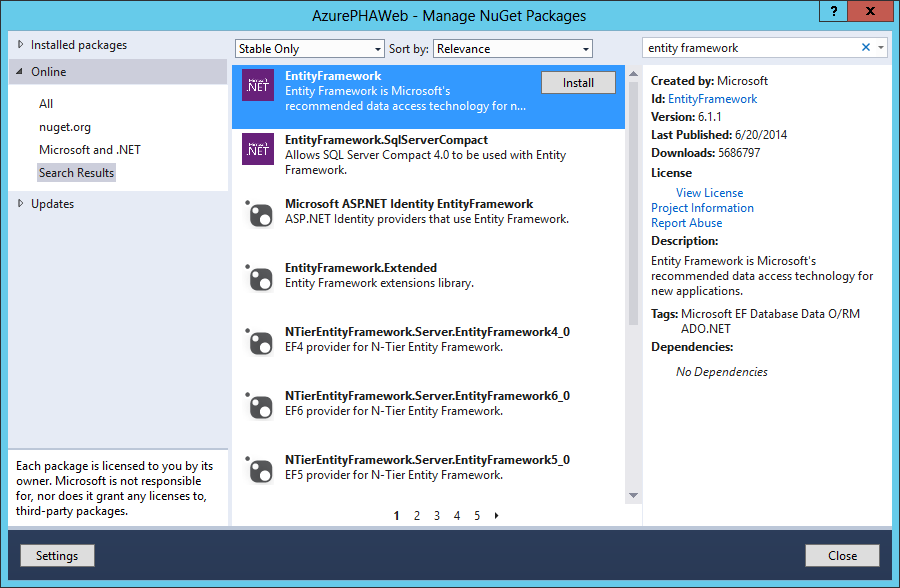 AzurePHAWeb - Manage NuGet Packages
?
X
Installed packages
Online
All
nuget.org
Microsoft and .NET
Search Results
Updates
Each package is licensed to you by its
owner. Microsoft is not responsible
for, nor does it grant any licenses to,
third-party packages.
Stable Only
Sort by:
Relevance
Microsoft
.NET
EntityFramework
Entity Framework is Microsoft's
recommended data access technology for n...
Install
Microsoft
.NET
EntityFramework.SqlServerCompact
Allows SQL Server Compact 4.0 to be used with Entity
Framework.
Microsoft ASP.NET Identity EntityFramework
ASP.NET Identity providers that use Entity Framework.
EntityFramework.Extended
Entity Framework extensions library.
NTierEntityFramework.Server.EntityFramework4_0
EF4 provider for N-Tier Entity Framework.
NTierEntityFramework.Server.EntityFramework6_0
EF6 provider for N-Tier Entity Framework.
NTierEntityFramework.Server.EntityFramework5_0
EF5 provider for N-Tier Entity Framework.
1 2 3 4 5
entity framework
Created by: Microsoft
Id: EntityFramework
Version: 6.1.1
Last Published: 6/20/2014
Downloads: 5686797
License
View License
Project Information
Report Abuse
Description:
Entity Framework is Microsoft's
recommended data access technology for
new applications.
Tags: Microsoft EF Database Data O/RM
ADO.NET
Dependencies:
No Dependencies
Settings
Close